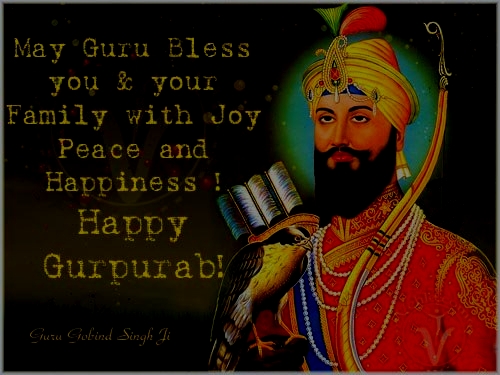 May Guru Bless
you & your
Family with Joy
Peace and
Happiness !
Happy
Gurpurab!
Guru Gobind Singh Ji